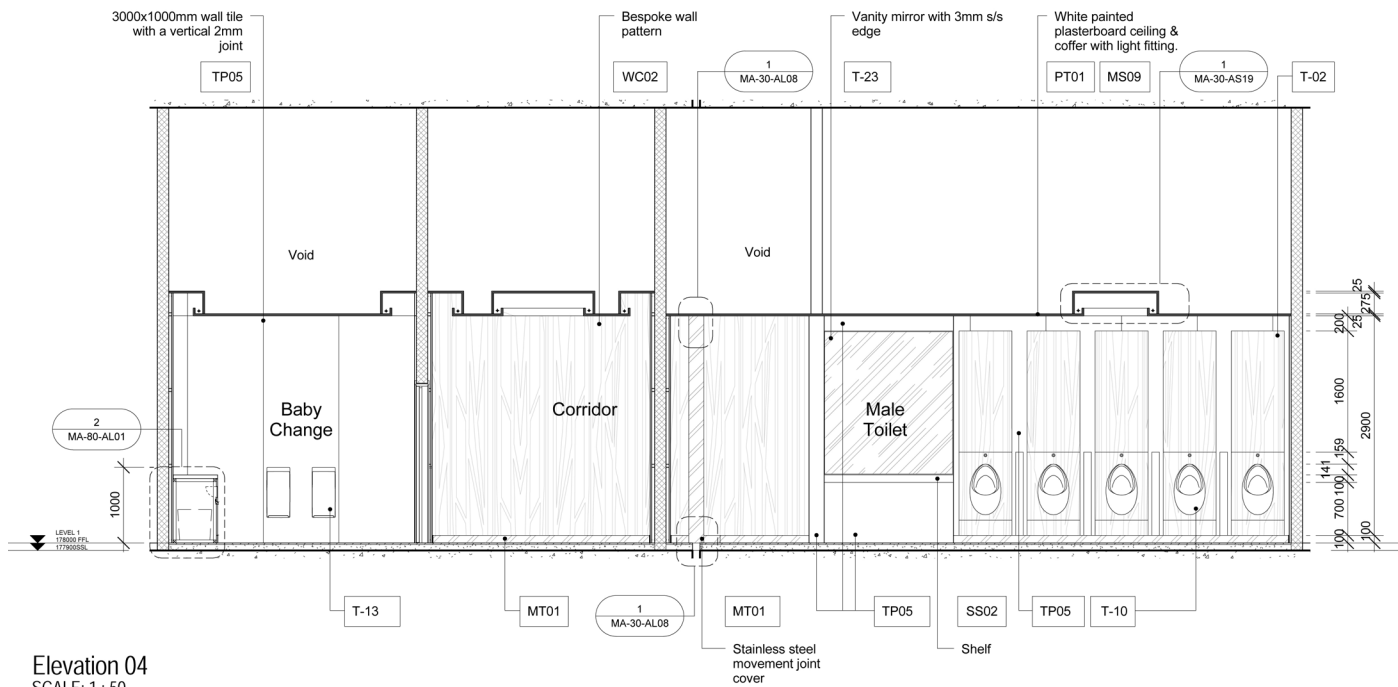 3000x1000mm wall tile
with a vertical 2mm
joint
TP05
Bespoke wall
pattern
WC02
1
MA-30-AL08
Vanity mirror with 3mm s/s
edge
T-23
White painted
plasterboard ceiling &
coffer with light fitting.
PT01
MS09
1
MA-30-AS19
T-02
Void
Void
25
275
25
200
1600
2900
159
141
100
700
100
100
Baby
Change
Corridor
Male
Toilet
2
MA-80-AL01
1000
LEVEL 1
178000 FFL
177900SSL
T-13
MT01
1
MA-30-AL08
MT01
TP05
SS02
TP05
T-10
Stainless steel
movement joint
cover
Shelf
Elevation 04
SCALE: 1 : 50